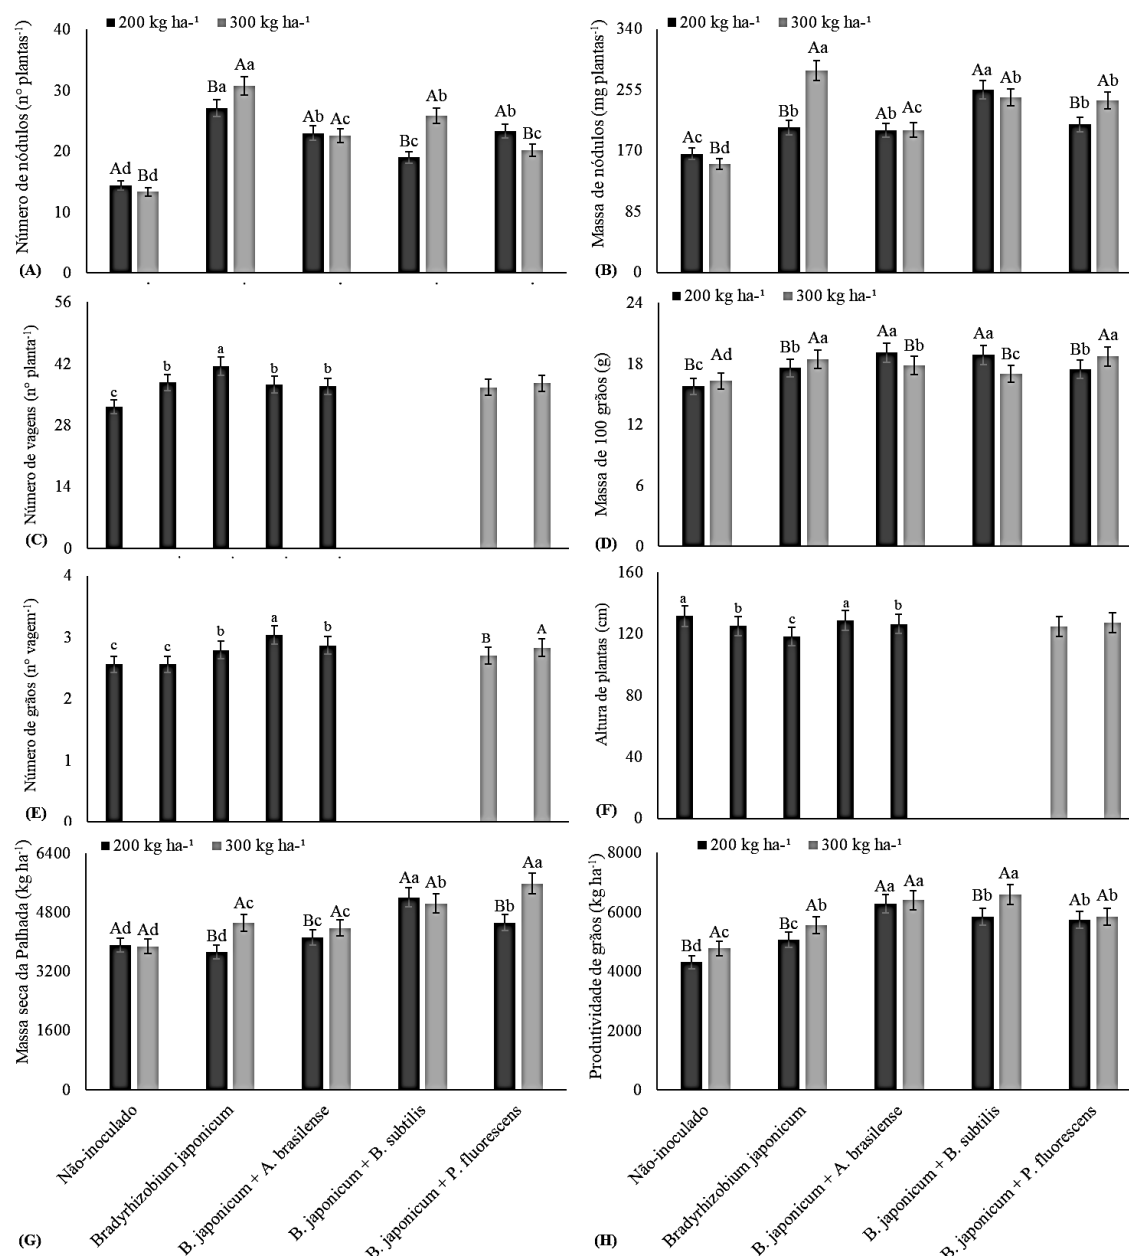 200 kg ha-¹ 300 kg ha-¹
Número de nódulos (n° plantas⁻¹)
40
30
20
10
0
Ad Bd Ba Aa Ab Ac Bc Ab Ab Bc
(A)
200 kg ha-¹ 300 kg ha-¹
Massa de nódulos (mg plantas⁻¹)
340
255
170
85
0
Ac Bd Bb Aa Ab Ac Aa Ab Bb Ab
(B)
Número de vagens (n° planta⁻¹)
56
42
28
14
0
c b a b b
(C)
200 kg ha-¹ 300 kg ha-¹
Massa de 100 grãos (g)
24
18
12
6
0
Bc Ad Bb Aa Aa Bb Aa Bc Bb Aa
(D)
Número de grãos (n° vagem⁻¹)
4
3
2
1
0
c c b a b B A
(E)
Altura de plantas (cm)
160
120
80
40
0
a b c a b
(F)
200 kg ha-¹ 300 kg ha-¹
Massa seca da Palhada (kg ha⁻¹)
6400
4800
3200
1600
0
Ad Ad Bd Ac Bc Ac Aa Ab Bb Aa
Não-inoculado
Bradyrhizobium japonicum
B. japonicum + A. brasilense
B. japonicum + B. subtilis
B. japonicum + P. fluorescens
(G)
200 kg ha-¹ 300 kg ha-¹
Produtividade de grãos (kg ha⁻¹)
8000
6000
4000
2000
0
Bd Ac Bc Ab Aa Aa Bb Aa Ab Ab
Não-inoculado
Bradyrhizobium japonicum
B. japonicum + A. brasilense
B. japonicum + B. subtilis
B. japonicum + P. fluorescens
(H)